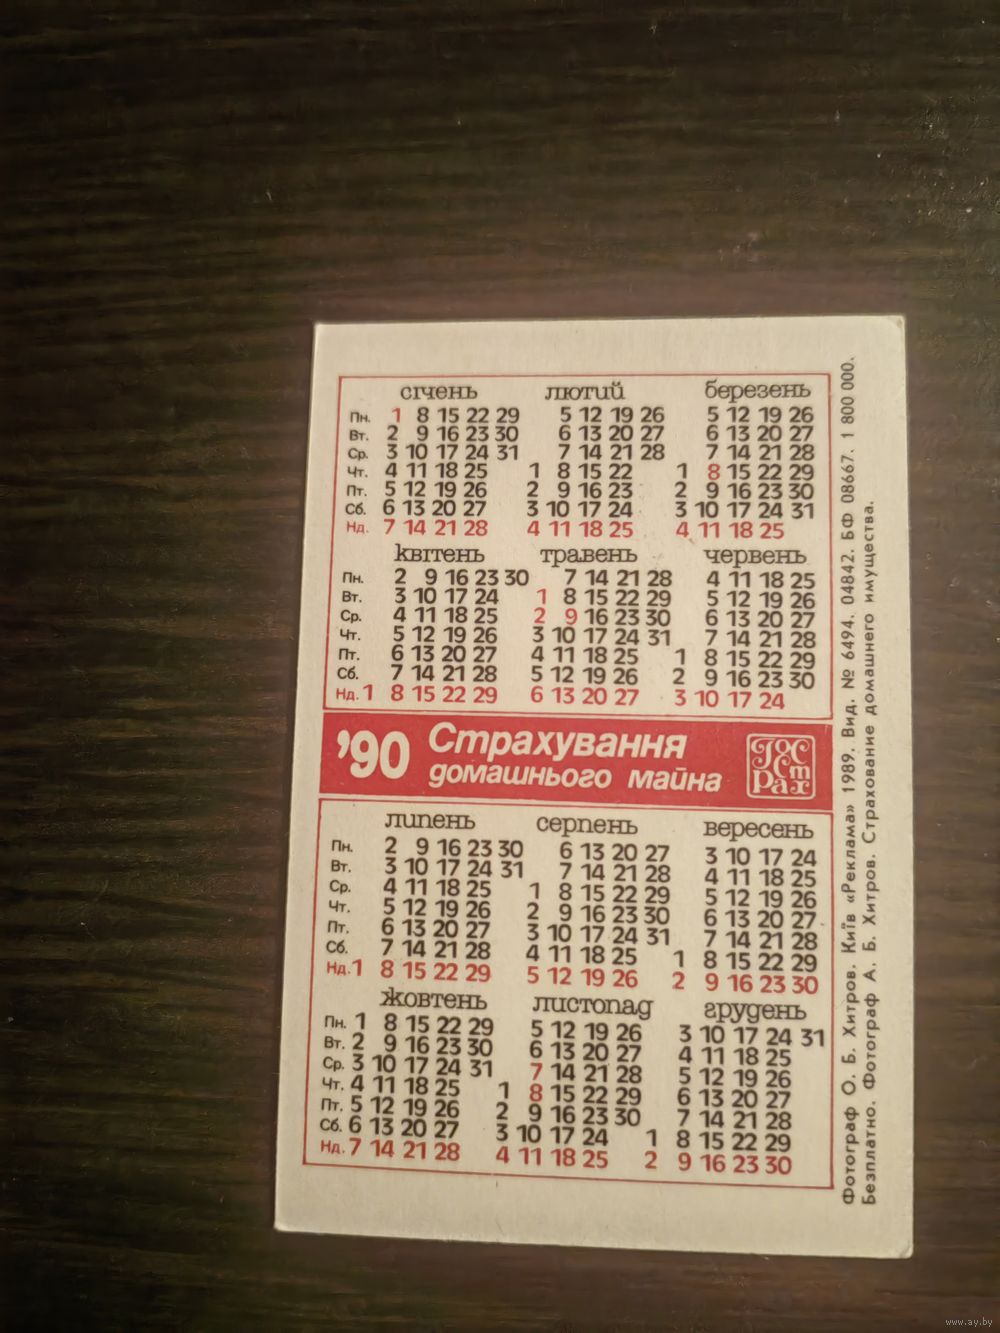 січень лютий березень
Пн. 1 8 15 22 29 5 12 19 26 5 12 19 26
Вт. 2 9 16 23 30 6 13 20 27 6 13 20 27
Ср. 3 10 17 24 31 7 14 21 28 7 14 21 28
Чт. 4 11 18 25 1 8 15 22 1 8 15 22 29
Пт. 5 12 19 26 2 9 16 23 2 9 16 23 30
Сб. 6 13 20 27 3 10 17 24 3 10 17 24 31
Нд. 7 14 21 28 4 11 18 25 4 11 18 25
квітень травень червень
Пн. 2 9 16 23 30 7 14 21 28 4 11 18 25
Вт. 3 10 17 24 1 8 15 22 29 5 12 19 26
Ср. 4 11 18 25 2 9 16 23 30 6 13 20 27
Чт. 5 12 19 26 3 10 17 24 31 7 14 21 28
Пт. 6 13 20 27 4 11 18 25 1 8 15 22 29
Сб. 7 14 21 28 5 12 19 26 2 9 16 23 30
Нд. 1 8 15 22 29 6 13 20 27 3 10 17 24
'90 Страхування
домашнього майна
Гос
ст
рах
липень серпень вересень
Пн. 2 9 16 23 30 6 13 20 27 3 10 17 24
Вт. 3 10 17 24 31 7 14 21 28 4 11 18 25
Ср. 4 11 18 25 1 8 15 22 29 5 12 19 26
Чт. 5 12 19 26 2 9 16 23 30 6 13 20 27
Пт. 6 13 20 27 3 10 17 24 31 7 14 21 28
Сб. 7 14 21 28 4 11 18 25 1 8 15 22 29
Нд. 1 8 15 22 29 5 12 19 26 2 9 16 23 30
жовтень листопад грудень
Пн. 1 8 15 22 29 5 12 19 26 3 10 17 24 31
Вт. 2 9 16 23 30 6 13 20 27 4 11 18 25
Ср. 3 10 17 24 31 7 14 21 28 5 12 19 26
Чт. 4 11 18 25 1 8 15 22 29 6 13 20 27
Пт. 5 12 19 26 2 9 16 23 30 7 14 21 28
Сб. 6 13 20 27 3 10 17 24 1 8 15 22 29
Нд. 7 14 21 28 4 11 18 25 2 9 16 23 30
Фотограф О. Б. Хитров. Київ «Реклама» 1989. Вид. № 6494. 04842. БФ 08667. 1 800 000.
Безплатно. Фотограф А. Б. Хитров. Страхование домашнего имущества.
www.ay.by